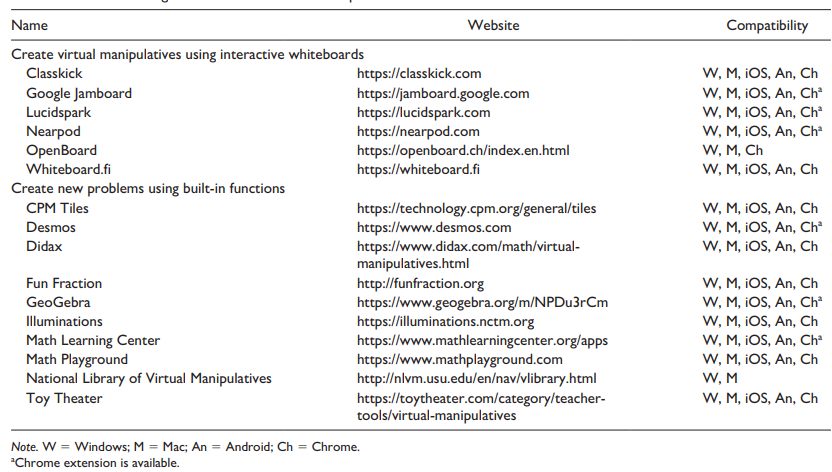 Name Website Compatibility
Create virtual manipulatives using interactive whiteboards
Classkick https://classkick.com W, M, iOS, An, Ch
Google Jamboard https://jamboard.google.com W, M, iOS, An, Chᵃ
Lucidspark https://lucidspark.com W, M, iOS, An, Chᵃ
Nearpod https://nearpod.com W, M, iOS, An, Chᵃ
OpenBoard https://openboard.ch/index.en.html W, M, Ch
Whiteboard.fi https://whiteboard.fi W, M, iOS, An, Ch
Create new problems using built-in functions
CPM Tiles https://technology.cpm.org/general/tiles W, M, iOS, An, Ch
Desmos https://www.desmos.com W, M, iOS, An, Chᵃ
Didax https://www.didax.com/math/virtual- W, M, iOS, An, Ch
manipulatives.html
Fun Fraction http://funfraction.org W, M, iOS, An, Ch
GeoGebra https://www.geogebra.org/m/NPDu3rCm W, M, iOS, An, Chᵃ
Illuminations https://illuminations.nctm.org W, M, iOS, An, Ch
Math Learning Center https://www.mathlearningcenter.org/apps W, M, iOS, An, Chᵃ
Math Playground https://www.mathplayground.com W, M, iOS, An, Ch
National Library of Virtual Manipulatives http://nlvm.usu.edu/en/nav/vlibrary.html W, M
Toy Theater https://toytheater.com/category/teacher- W, M, iOS, An, Ch
tools/virtual-manipulatives
Note. W = Windows; M = Mac; An = Android; Ch = Chrome.
ᵃChrome extension is available.